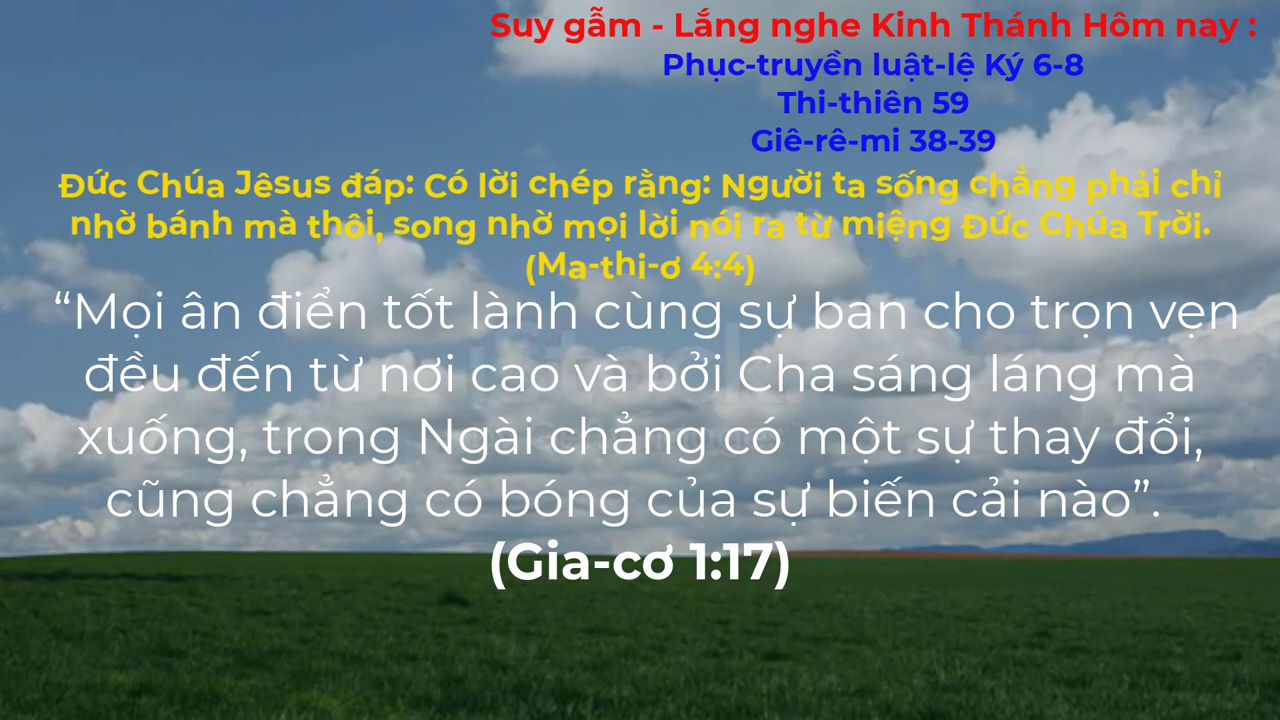 Suy gẫm - Lắng nghe Kinh Thánh Hôm nay :
Phục-truyền luật-lệ Ký 6-8
Thi-thiên 59
Giê-rê-mi 38-39
Đức Chúa Jêsus đáp: Có lời chép rằng: Người ta sống chẳng phải chỉ
nhờ bánh mà thôi, song nhờ mọi lời nói ra từ miệng Đức Chúa Trời.
(Ma-thi-ơ 4:4)
“Mọi ân điển tốt lành cùng sự ban cho trọn vẹn
đều đến từ nơi cao và bởi Cha sáng láng mà
xuống, trong Ngài chẳng có một sự thay đổi,
cũng chẳng có bóng của sự biến cải nào”.
(Gia-cơ 1:17)